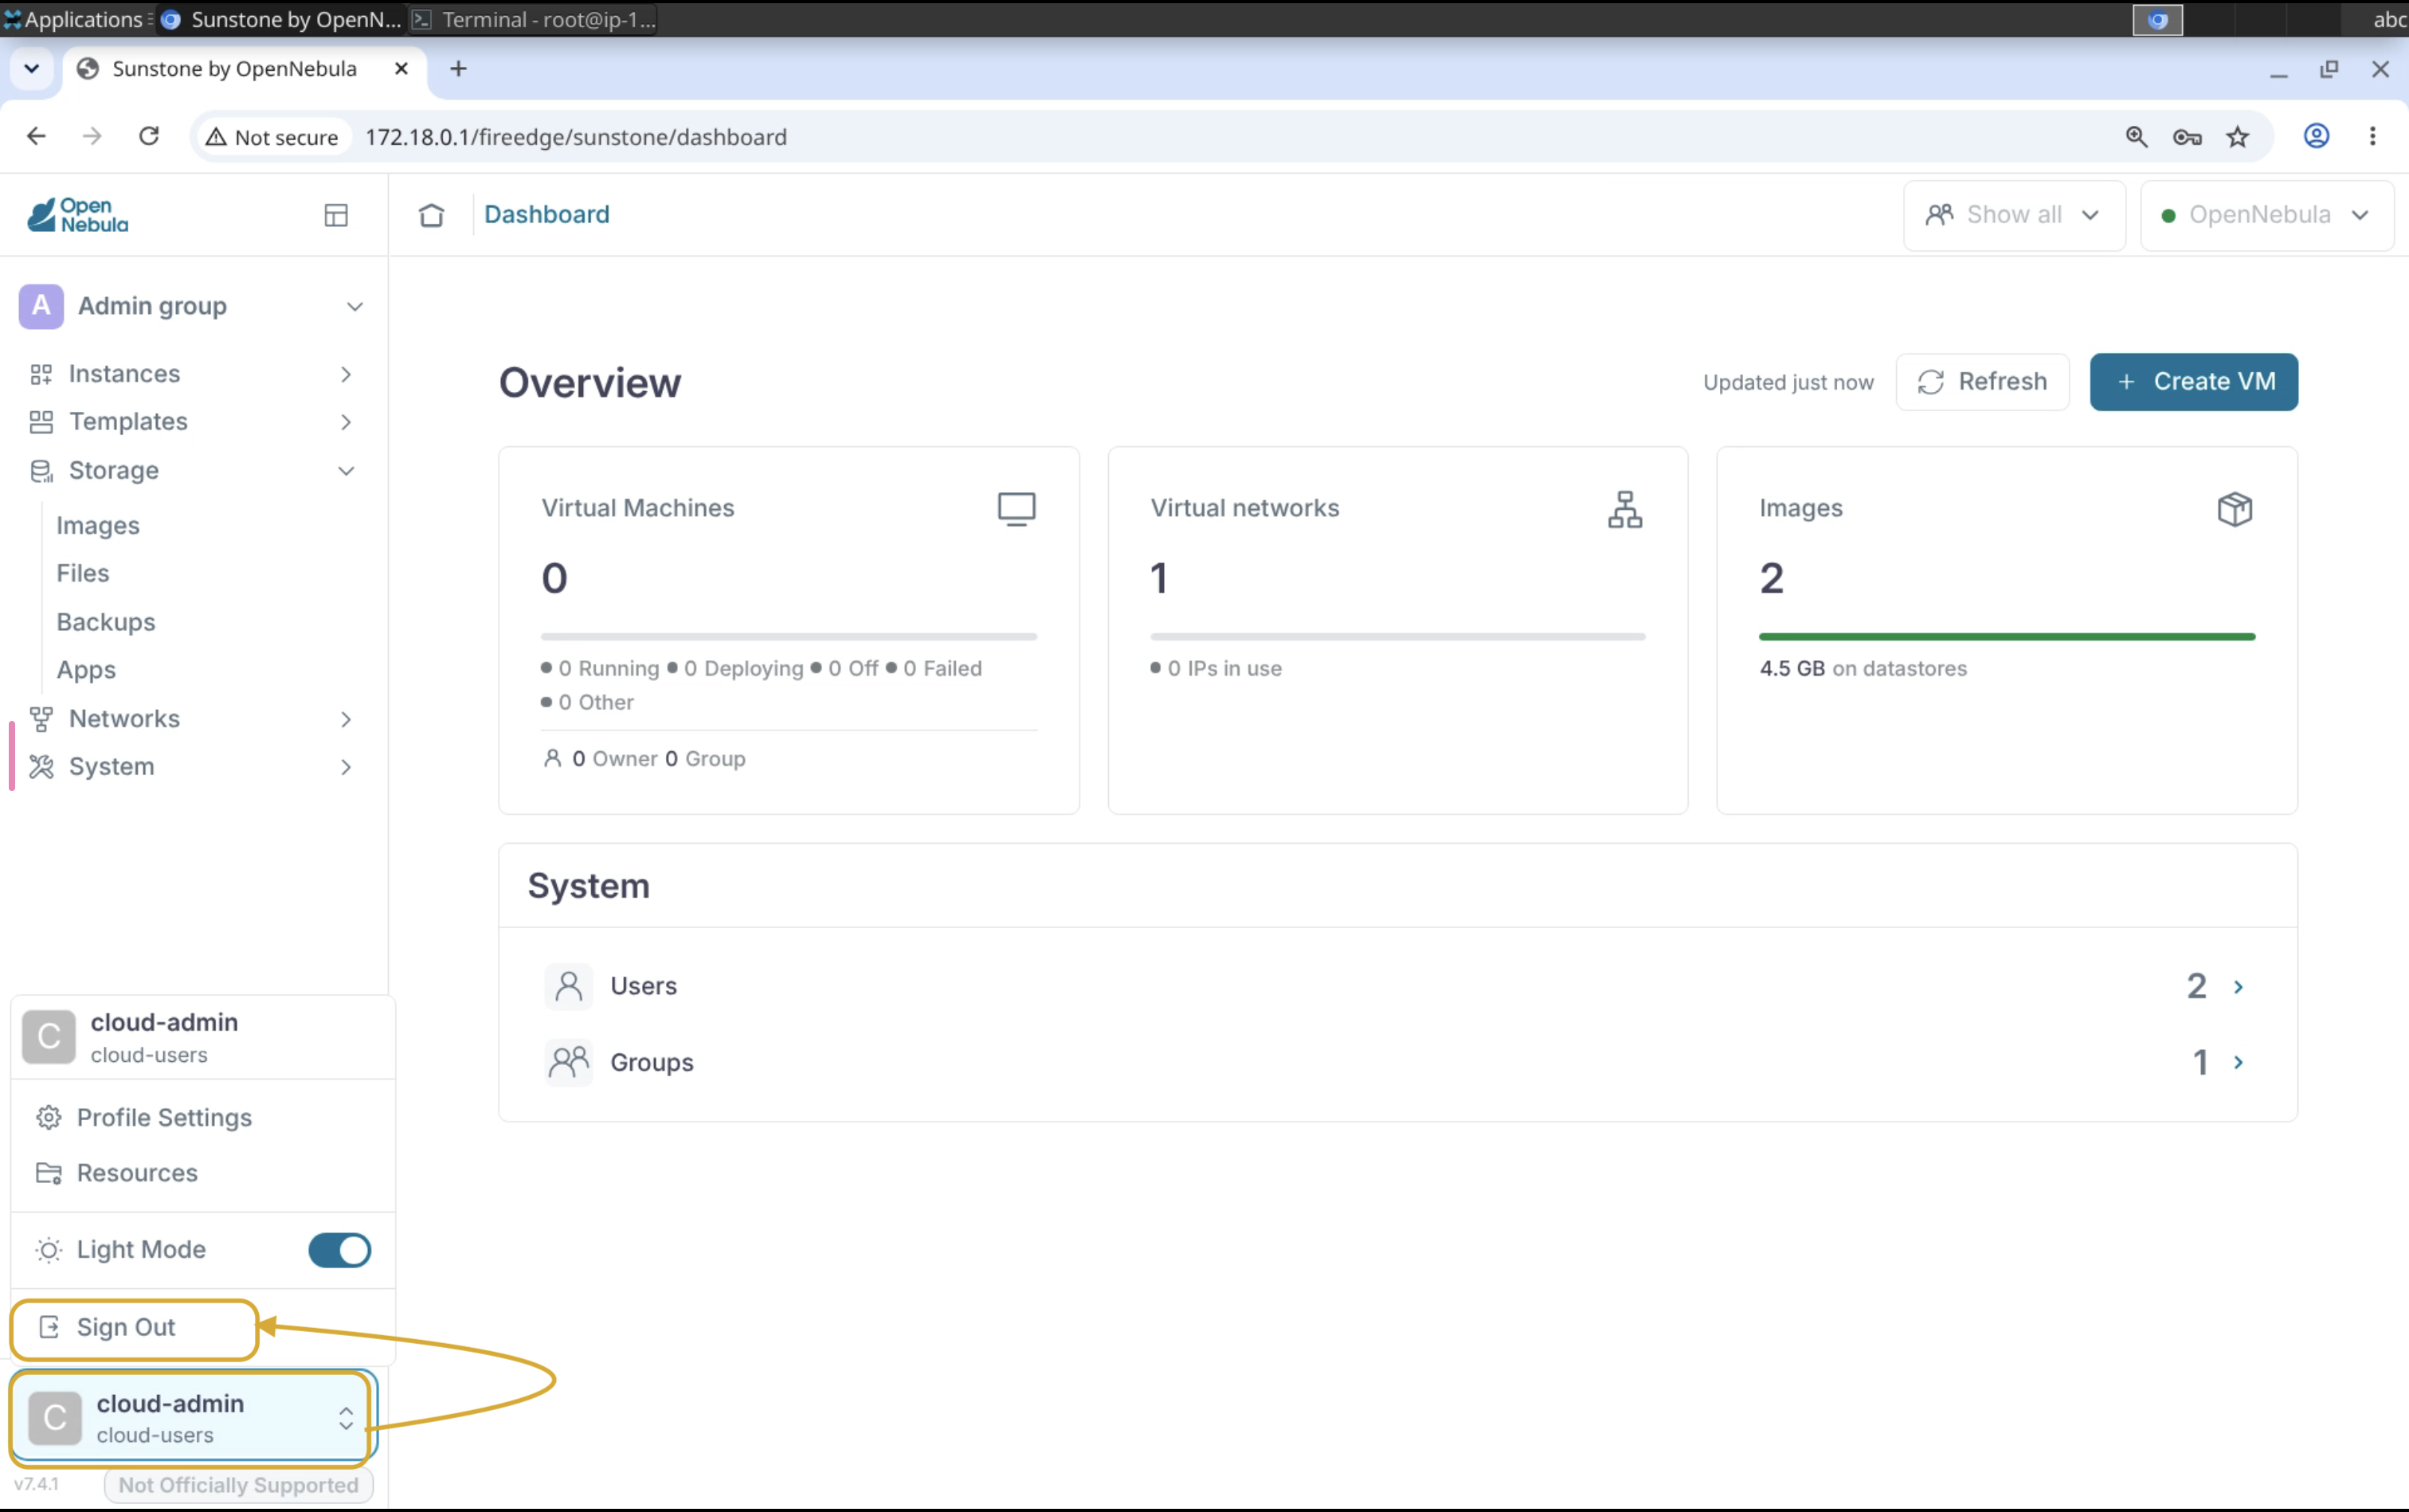 Applications Sunstone by OpenN... Terminal - root@ip-1... abc
Sunstone by OpenNebula
Not secure 172.18.0.1/fireedge/sunstone/dashboard
Open
Nebula
Dashboard Show all OpenNebula
A Admin group
Instances
Templates
Storage
Images
Files
Backups
Apps
Networks
System
Overview Updated just now Refresh + Create VM
Virtual Machines
0
0 Running 0 Deploying 0 Off 0 Failed
0 Other
0 Owner 0 Group
Virtual networks
1
0 IPs in use
Images
2
4.5 GB on datastores
System
Users 2
Groups 1
C cloud-admin
cloud-users
Profile Settings
Resources
Light Mode
Sign Out
C cloud-admin
cloud-users
v7.4.1 Not Officially Supported